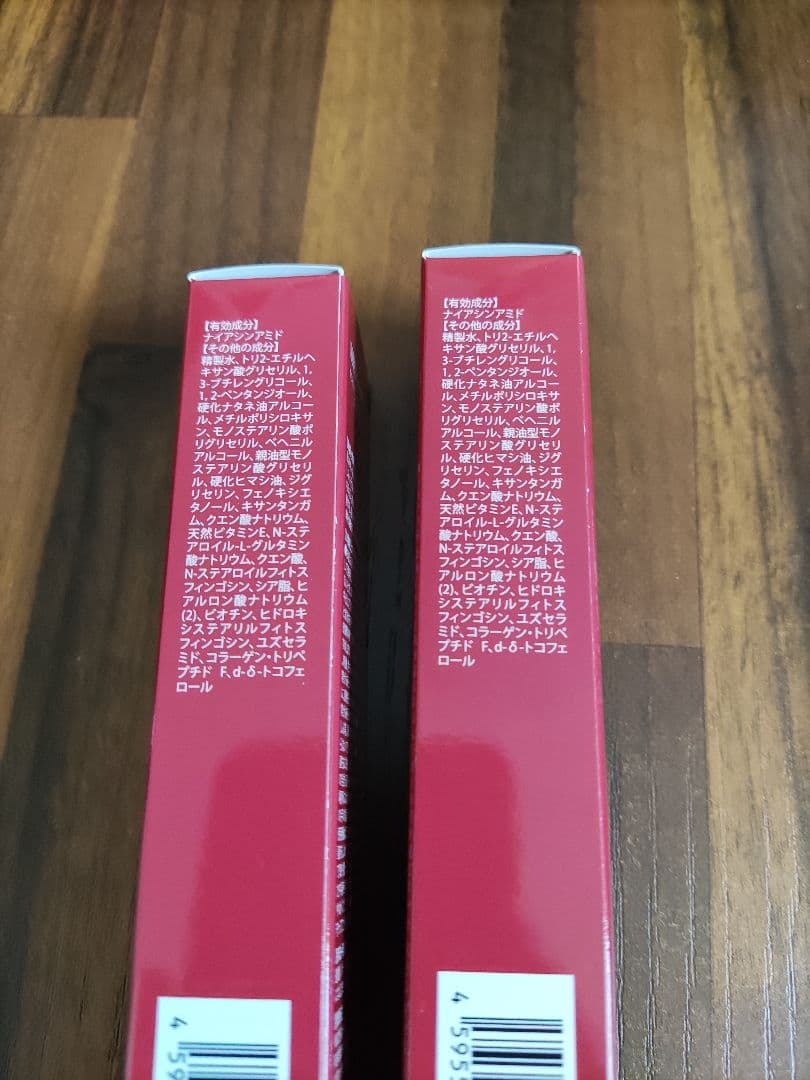 【有効成分】
ナイアシンアミド
【その他の成分】
精製水、トリ2-エチルヘ
キサン酸グリセリル、1,
3-ブチレングリコール、
1, 2-ペンタンジオール、
硬化ナタネ油アルコー
ル、メチルポリシロキサ
ン、モノステアリン酸ポ
リグリセリル、ベヘニル
アルコール、親油型モノ
ステアリン酸グリセリ
ル、硬化ヒマシ油、ジグ
リセリン、フェノキシエ
タノール、キサンタンガ
ム、クエン酸ナトリウム、
天然ビタミンE、N-ステ
アロイル-L-グルタミン
酸ナトリウム、クエン酸、
N-ステアロイルフィトス
フィンゴシン、シア脂、ヒ
アルロン酸ナトリウム
(2)、ビオチン、ヒドロキ
システアリルフィトス
フィンゴシン、ユズセラ
ミド、コラーゲン・トリペ
プチド F、d-δ-トコフェ
ロール
4 59
【有効成分】
ナイアシンアミド
【その他の成分】
精製水、トリ2-エチルヘ
キサン酸グリセリル、1,
3-ブチレングリコール、
1, 2-ペンタンジオール、
硬化ナタネ油アルコー
ル、メチルポリシロキサ
ン、モノステアリン酸ポ
リグリセリル、ベヘニル
アルコール、親油型モノ
ステアリン酸グリセリ
ル、硬化ヒマシ油、ジグ
リセリン、フェノキシエ
タノール、キサンタンガ
ム、クエン酸ナトリウム、
天然ビタミンE、N-ステ
アロイル-L-グルタミン
酸ナトリウム、クエン酸、
N-ステアロイルフィトス
フィンゴシン、シア脂、ヒ
アルロン酸ナトリウム
(2)、ビオチン、ヒドロキ
システアリルフィトス
フィンゴシン、ユズセラ
ミド、コラーゲン・トリペ
プチド F、d-δ-トコフェ
ロール
4 595